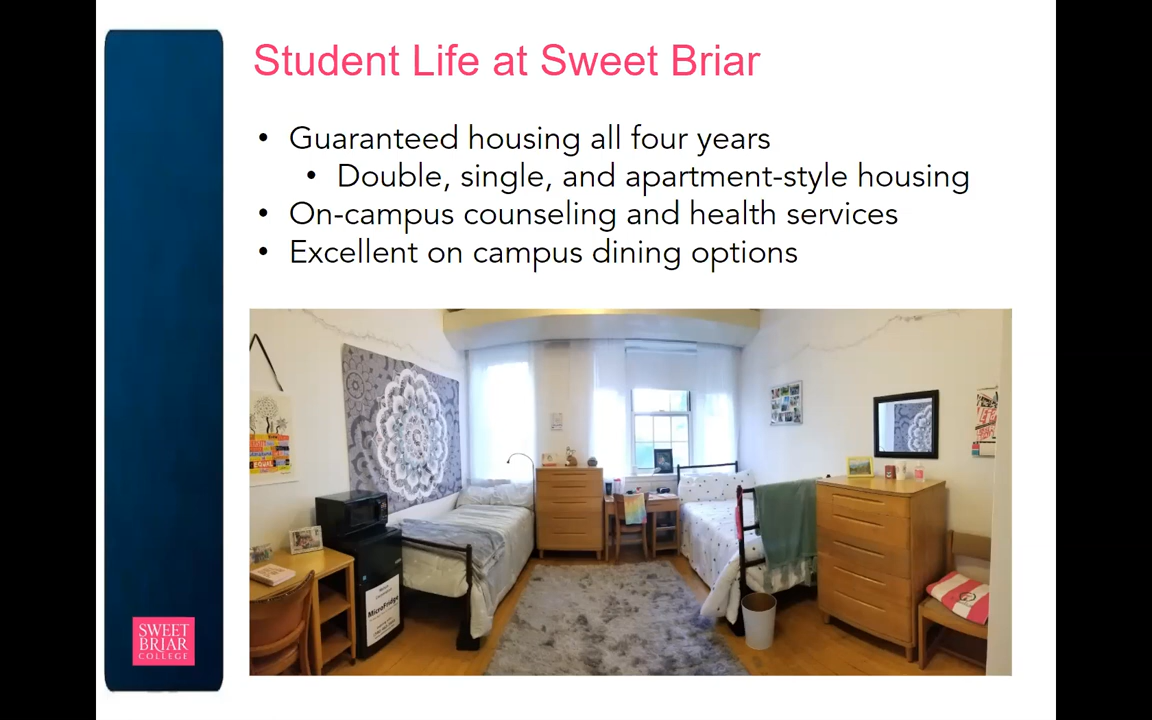 Student Life at Sweet Briar
• Guaranteed housing all four years
• Double, single, and apartment-style housing
• On-campus counseling and health services
• Excellent on campus dining options
MicroFridge
SWEET
BRIAR
COLLEGE